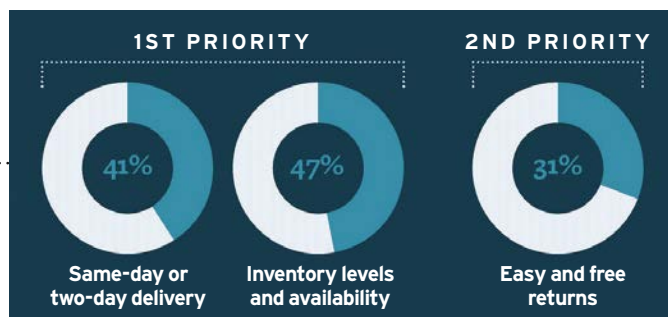 1ST PRIORITY
2ND PRIORITY
41%
47%
31%
Same-day or
two-day delivery
Inventory levels
and availability
Easy and free
returns